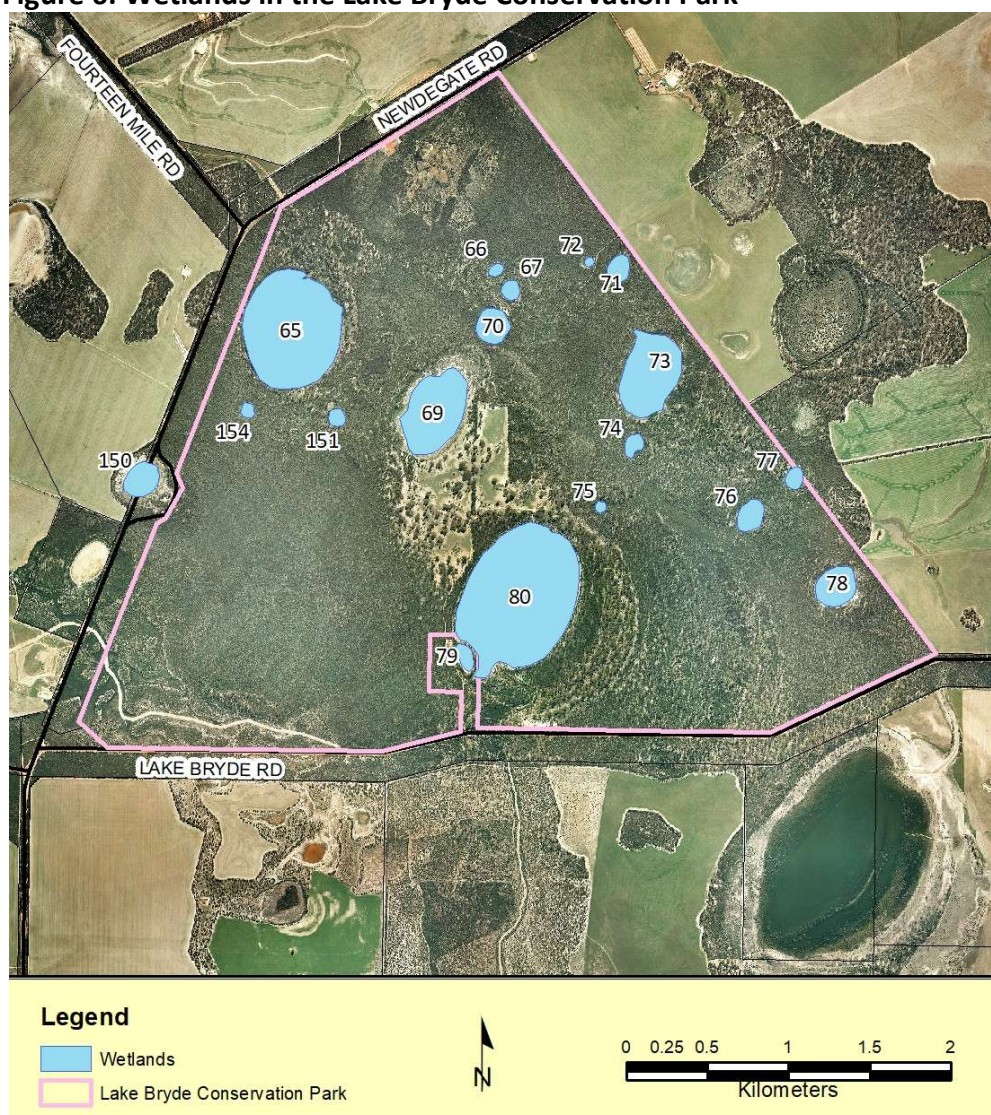 Figure 6. Wetlands in the Lake Bryde Conservation Park
FOURTEEN MILE RD
NEWDEGATE RD
66
72
67
71
65
70
73
69
154
151
74
150
77
75
76
78
80
79
LAKE BRYDE RD
Legend
Wetlands
Lake Bryde Conservation Park
N
0 0.25 0.5 1 1.5 2
Kilometers